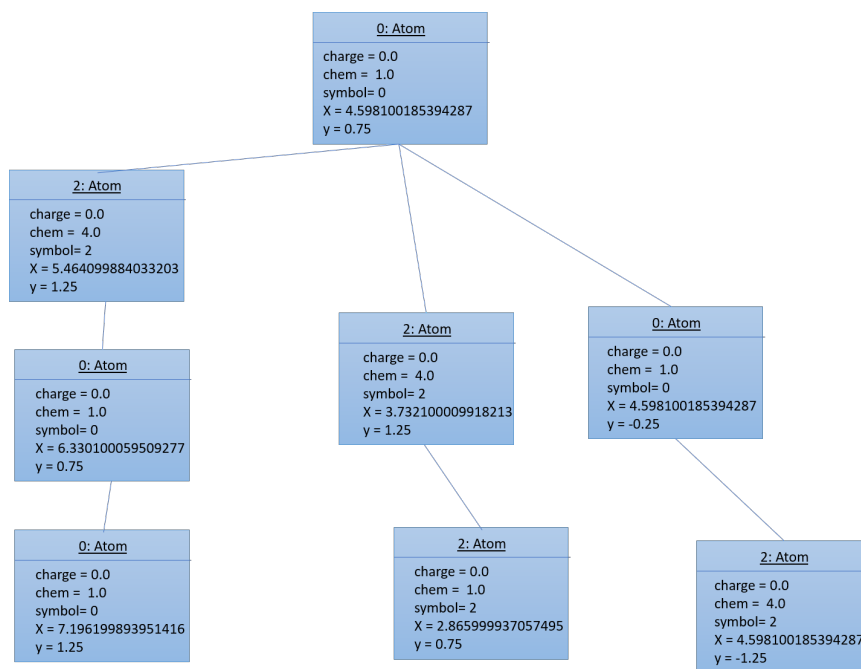 0: Atom
charge = 0.0
chem = 1.0
symbol= 0
X = 4.598100185394287
y = 0.75
2: Atom
charge = 0.0
chem = 4.0
symbol= 2
X = 5.464099884033203
y = 1.25
2: Atom
charge = 0.0
chem = 4.0
symbol= 2
X = 3.732100009918213
y = 1.25
0: Atom
charge = 0.0
chem = 1.0
symbol= 0
X = 4.598100185394287
y = -0.25
0: Atom
charge = 0.0
chem = 1.0
symbol= 0
X = 6.330100059509277
y = 0.75
0: Atom
charge = 0.0
chem = 1.0
symbol= 0
X = 7.196199893951416
y = 1.25
2: Atom
charge = 0.0
chem = 1.0
symbol= 2
X = 2.865999937057495
y = 0.75
2: Atom
charge = 0.0
chem = 4.0
symbol= 2
X = 4.598100185394287
y = -1.25